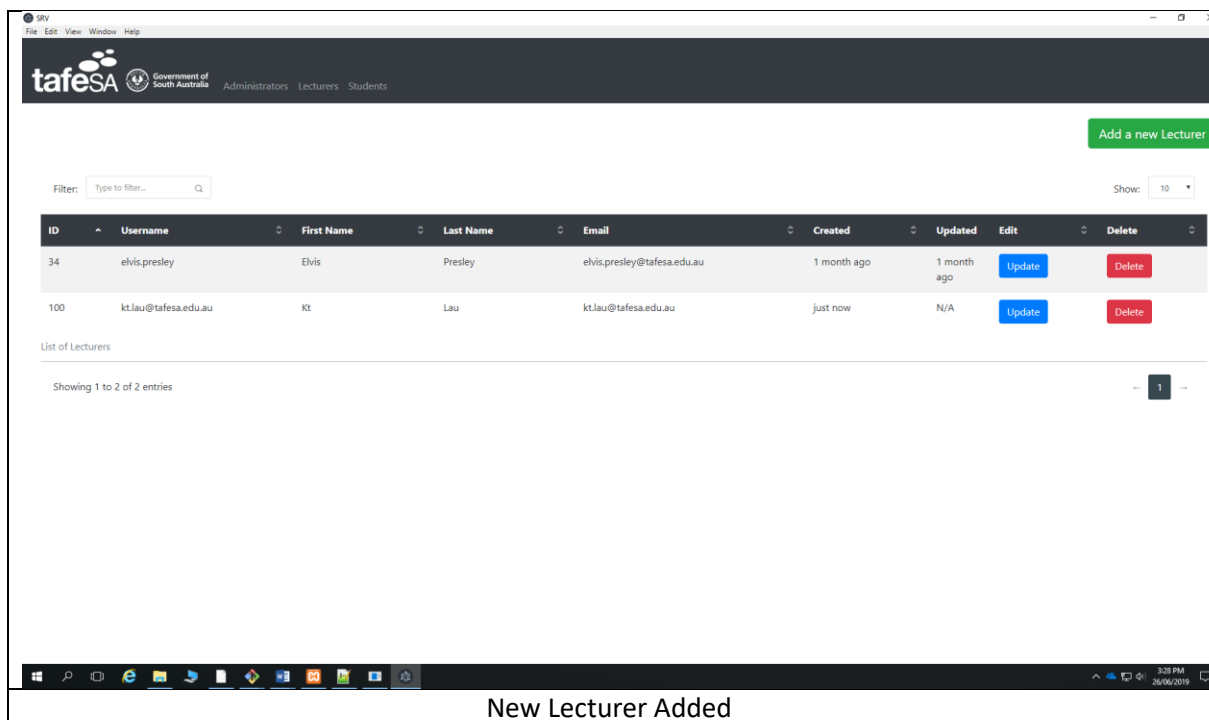 SRV
File Edit View Window Help
tafeSA Government of South Australia Administrators Lecturers Students
Add a new Lecturer
Filter: Type to filter... Show: 10
ID Username First Name Last Name Email Created Updated Edit Delete
34 elvis.presley Elvis Presley elvis.presley@tafesa.edu.au 1 month ago 1 month ago Update Delete
100 kt.lau@tafesa.edu.au Kt Lau kt.lau@tafesa.edu.au just now N/A Update Delete
List of Lecturers
Showing 1 to 2 of 2 entries ← 1 →
3:28 PM
26/06/2019
New Lecturer Added